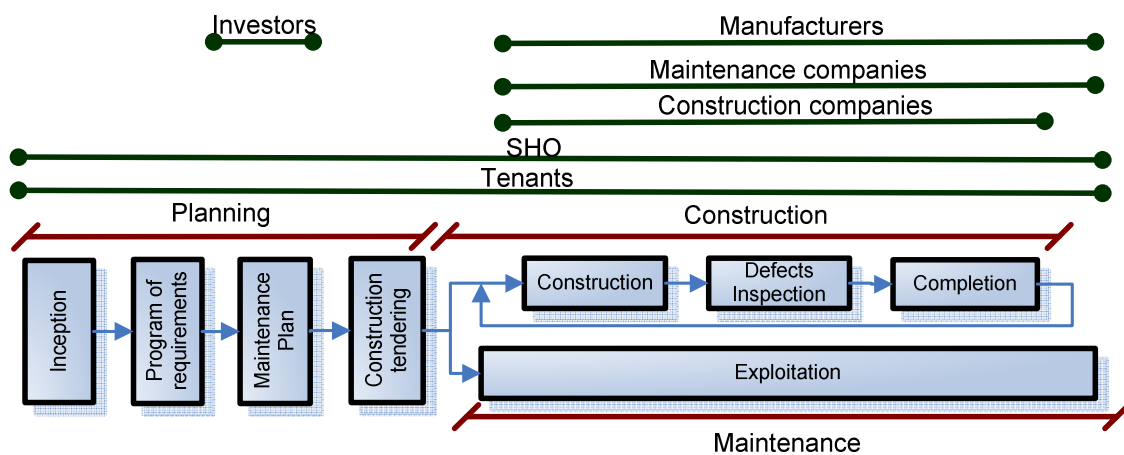 Investors
Manufacturers
Maintenance companies
Construction companies
SHO
Tenants
Planning
Construction
Inception
Program of
requirements
Maintenance
Plan
Construction
tendering
Construction
Defects
Inspection
Completion
Exploitation
Maintenance